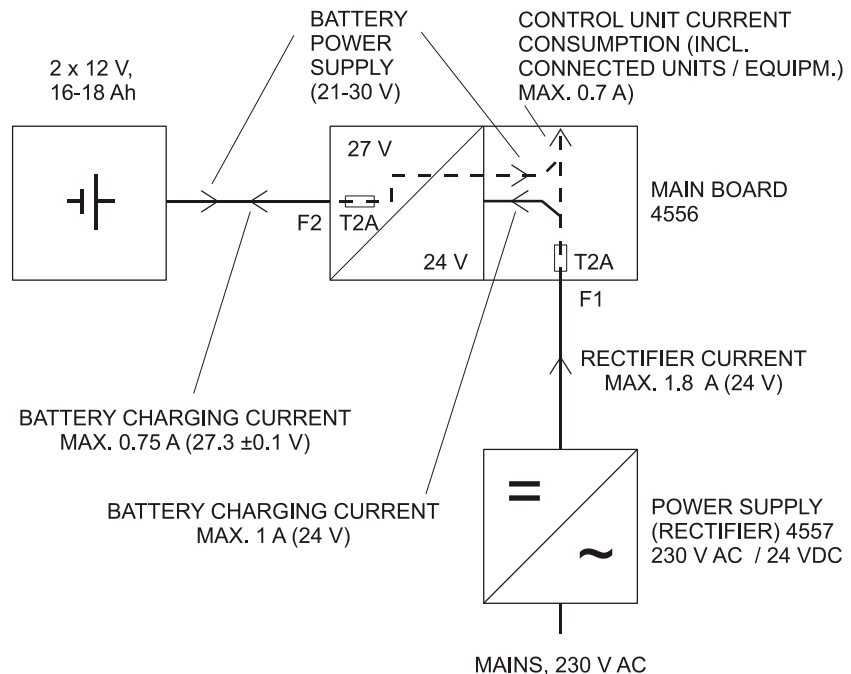 BATTERY
POWER
SUPPLY
(21-30 V)
CONTROL UNIT CURRENT
CONSUMPTION (INCL.
CONNECTED UNITS / EQUIPM.)
MAX. 0.7 A)
2 x 12 V,
16-18 Ah
27 V
F2
T2A
24 V
MAIN BOARD
4556
T2A
F1
RECTIFIER CURRENT
MAX. 1.8 A (24 V)
BATTERY CHARGING CURRENT
MAX. 0.75 A (27.3 ±0.1 V)
BATTERY CHARGING CURRENT
MAX. 1 A (24 V)
=
~
POWER SUPPLY
(RECTIFIER) 4557
230 V AC / 24 VDC
MAINS, 230 V AC